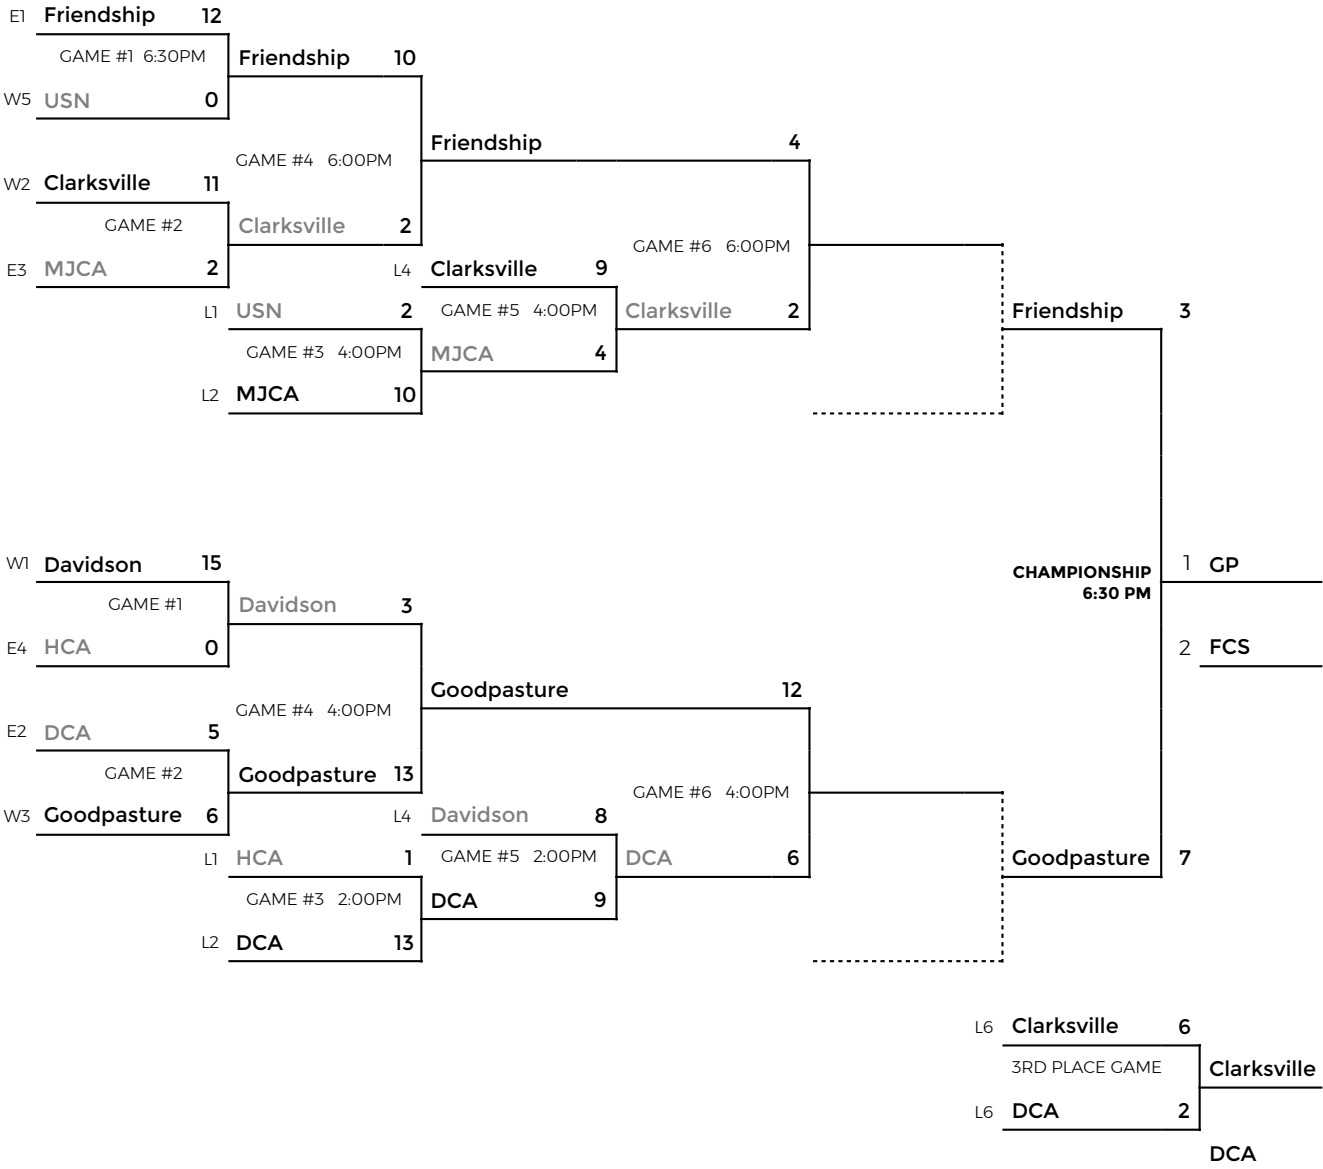 E1 Friendship 12
GAME #1 6:30PM
Friendship 10
W5 USN 0
Friendship 4
GAME #4 6:00PM
W2 Clarksville 11
GAME #2
Clarksville 2
GAME #6 6:00PM
E3 MJCA 2
L4 Clarksville 9
L1 USN 2
GAME #5 4:00PM
Clarksville 2
Friendship 3
GAME #3 4:00PM
MJCA 4
L2 MJCA 10
W1 Davidson 15
1 GP
CHAMPIONSHIP
6:30 PM
GAME #1
Davidson 3
E4 HCA 0
2 FCS
Goodpasture 12
GAME #4 4:00PM
E2 DCA 5
GAME #2
Goodpasture 13
GAME #6 4:00PM
W3 Goodpasture 6
L4 Davidson 8
L1 HCA 1
GAME #5 2:00PM
DCA 6
Goodpasture 7
GAME #3 2:00PM
DCA 9
L2 DCA 13
L6 Clarksville 6
3RD PLACE GAME
Clarksville
L6 DCA 2
DCA